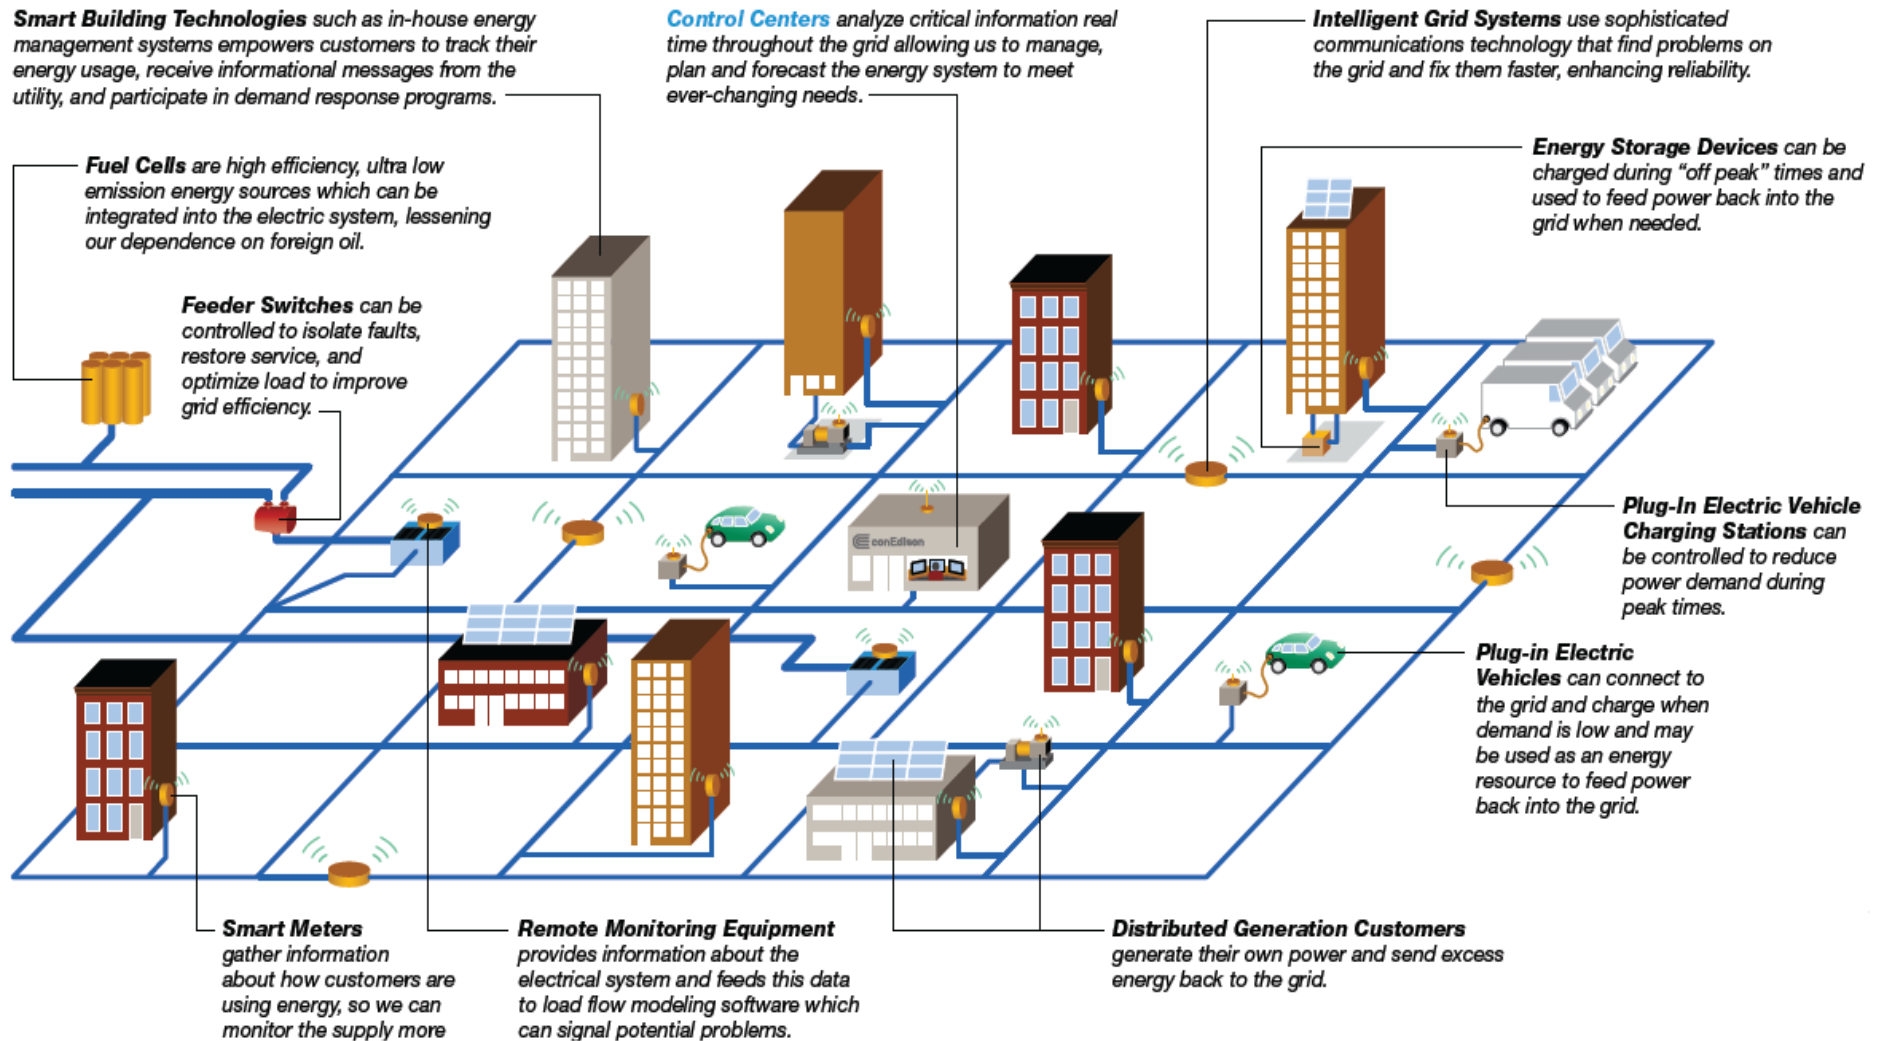 Smart Building Technologies such as in-house energy
management systems empowers customers to track their
energy usage, receive informational messages from the
utility, and participate in demand response programs.
Control Centers analyze critical information real
time throughout the grid allowing us to manage,
plan and forecast the energy system to meet
ever-changing needs.
Intelligent Grid Systems use sophisticated
communications technology that find problems on
the grid and fix them faster, enhancing reliability.
Fuel Cells are high efficiency, ultra low
emission energy sources which can be
integrated into the electric system, lessening
our dependence on foreign oil.
Energy Storage Devices can be
charged during “off peak” times and
used to feed power back into the
grid when needed.
Feeder Switches can be
controlled to isolate faults,
restore service, and
optimize load to improve
grid efficiency.
conEdison
Plug-In Electric Vehicle
Charging Stations can
be controlled to reduce
power demand during
peak times.
Plug-in Electric
Vehicles can connect to
the grid and charge when
demand is low and may
be used as an energy
resource to feed power
back into the grid.
Smart Meters
gather information
about how customers are
using energy, so we can
monitor the supply more
Remote Monitoring Equipment
provides information about the
electrical system and feeds this data
to load flow modeling software which
can signal potential problems.
Distributed Generation Customers
generate their own power and send excess
energy back to the grid.